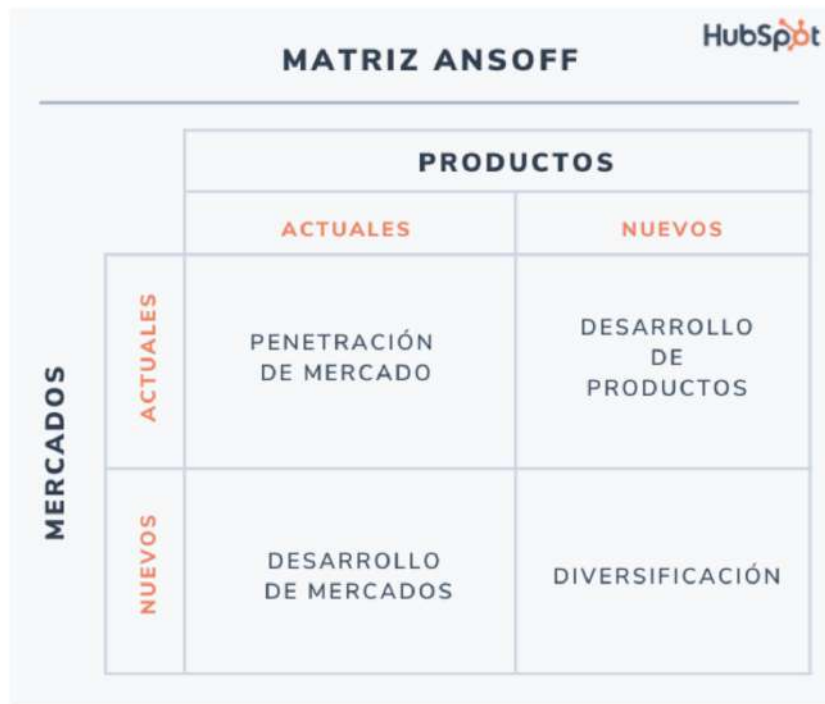 HubSpot
MATRIZ ANSOFF
PRODUCTOS
ACTUALES
NUEVOS
MERCADOS
ACTUALES
PENETRACIÓN
DE MERCADO
DESARROLLO
DE
PRODUCTOS
NUEVOS
DESARROLLO
DE MERCADOS
DIVERSIFICACIÓN